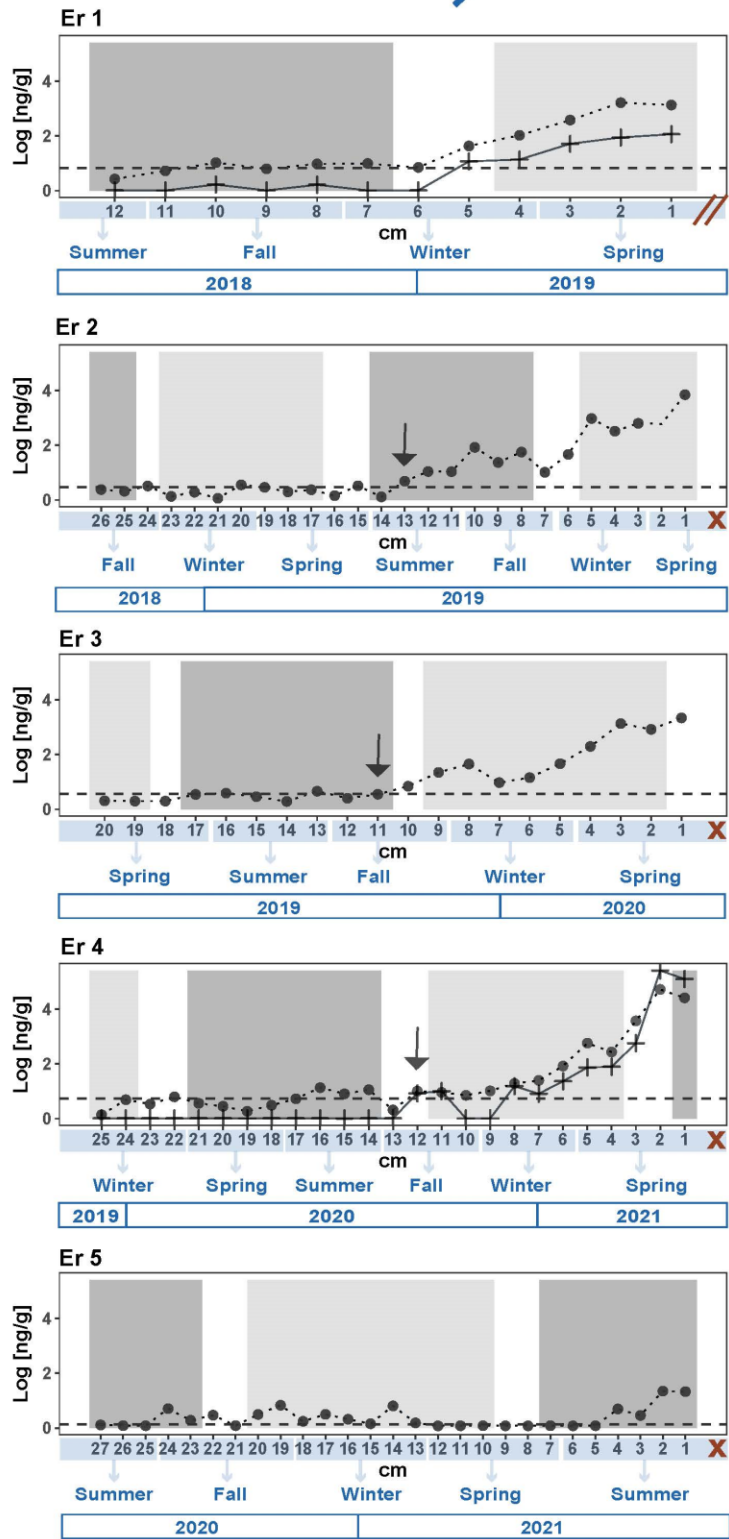 Er 1
Log [ng/g]
4
2
0
12 11 10 9 8 7 6 5 4 3 2 1
cm
Summer Fall Winter Spring
2018 2019
Er 2
Log [ng/g]
4
2
0
26 25 24 23 22 21 20 19 18 17 16 15 14 13 12 11 10 9 8 7 6 5 4 3 2 1 X
cm
Fall Winter Spring Summer Fall Winter Spring
2018 2019
Er 3
Log [ng/g]
4
2
0
20 19 18 17 16 15 14 13 12 11 10 9 8 7 6 5 4 3 2 1 X
cm
Spring Summer Fall Winter Spring
2019 2020
Er 4
Log [ng/g]
4
2
0
25 24 23 22 21 20 19 18 17 16 15 14 13 12 11 10 9 8 7 6 5 4 3 2 1 X
cm
Winter Spring Summer Fall Winter Spring
2019 2020 2021
Er 5
Log [ng/g]
4
2
0
27 26 25 24 23 22 21 20 19 18 17 16 15 14 13 12 11 10 9 8 7 6 5 4 3 2 1 X
cm
Summer Fall Winter Spring Summer
2020 2021